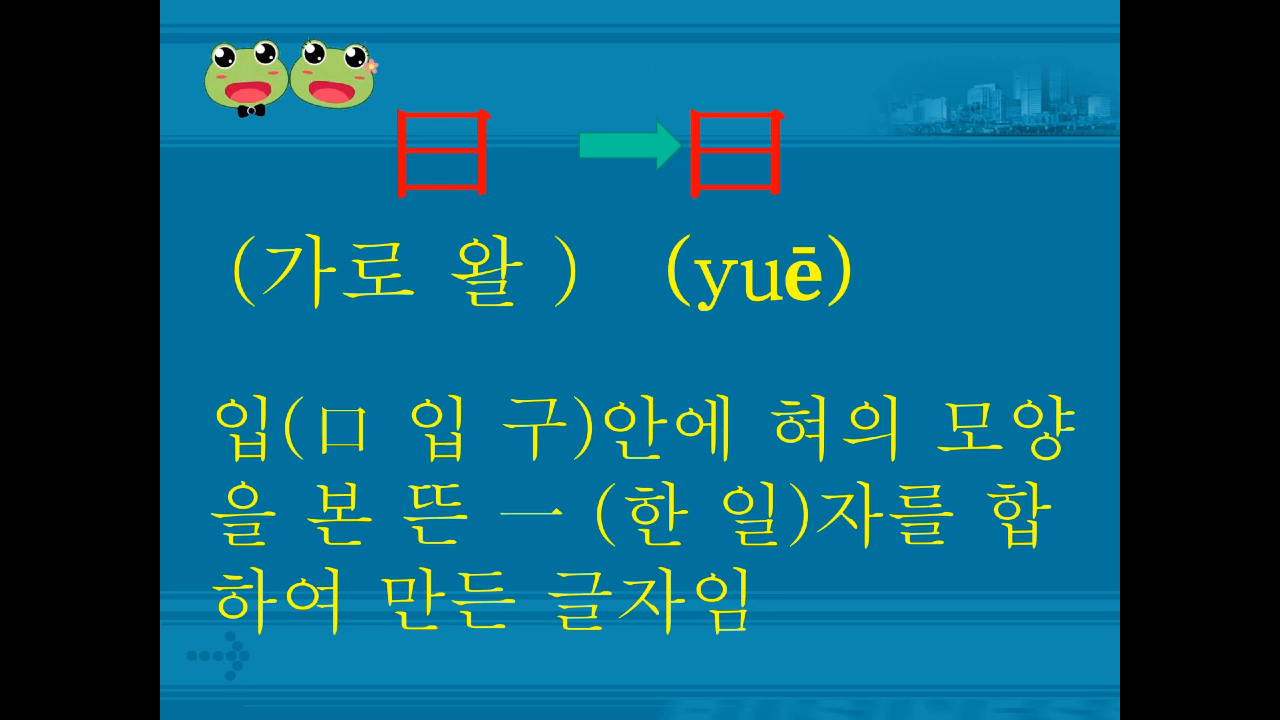 曰 曰
(가로 왈 ) (yuē)
입(口 입 구)안에 혀의 모양
을 본 뜬 一 (한 일)자를 합
하여 만든 글자임
BUSINESS